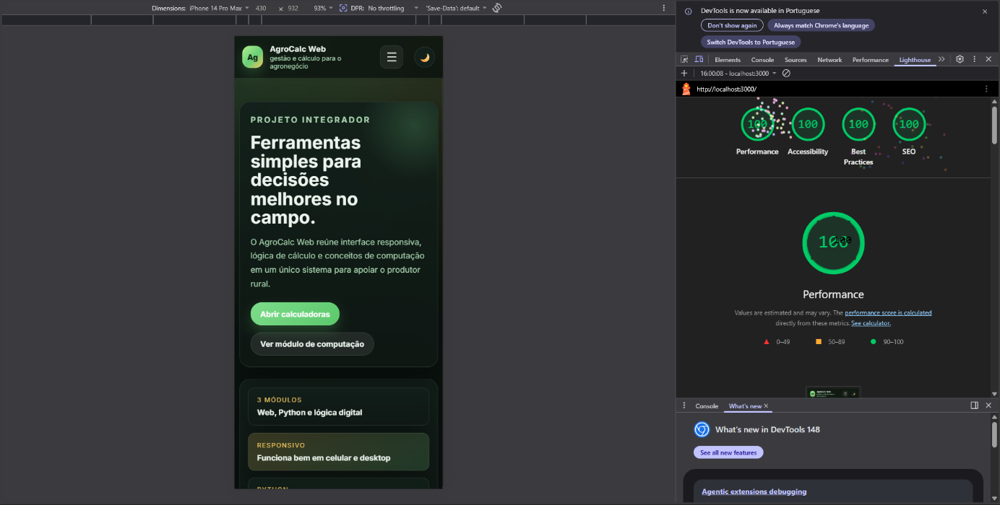 Dimensions: iPhone 14 Pro Max 430 × 932 93% DPR: No throttling 'Save-Data': default
Ag
AgroCalc Web
gestão e cálculo para o
agronegócio
PROJETO INTEGRADOR
Ferramentas
simples para
decisões
melhores no
campo.
O AgroCalc Web reúne interface responsiva,
lógica de cálculo e conceitos de computação
em um único sistema para apoiar o produtor
rural.
Abrir calculadoras
Ver módulo de computação
3 MÓDULOS
Web, Python e lógica digital
RESPONSIVO
Funciona bem em celular e desktop
PYTHON
DevTools is now available in Portuguese
Don't show again Always match Chrome's language
Switch DevTools to Portuguese
Elements Console Sources Network Performance Lighthouse
16:00:08 - localhost:3000
http://localhost:3000/
100 100 100 100
Performance Accessibility Best Practices SEO
100
Performance
Values are estimated and may vary. The performance score is calculated
directly from these metrics. See calculator.
0–49 50–89 90–100
Console What's new
What's new in DevTools 148
See all new features
Agentic extensions debugging